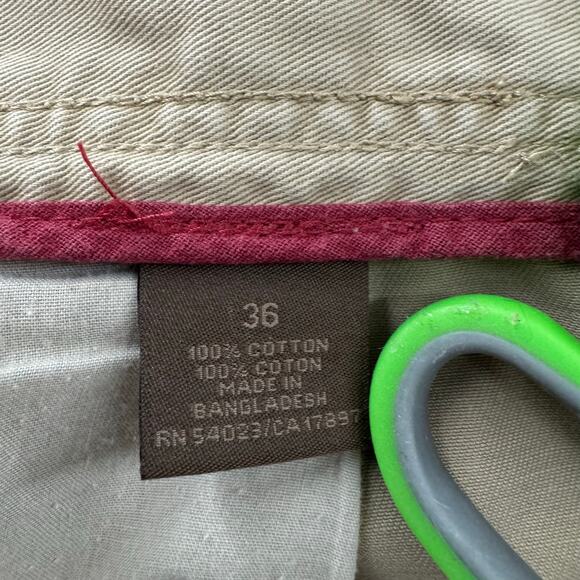 36
100% COTTON
100% COTON
MADE IN
BANGLADESH
RN 54023/CA17897